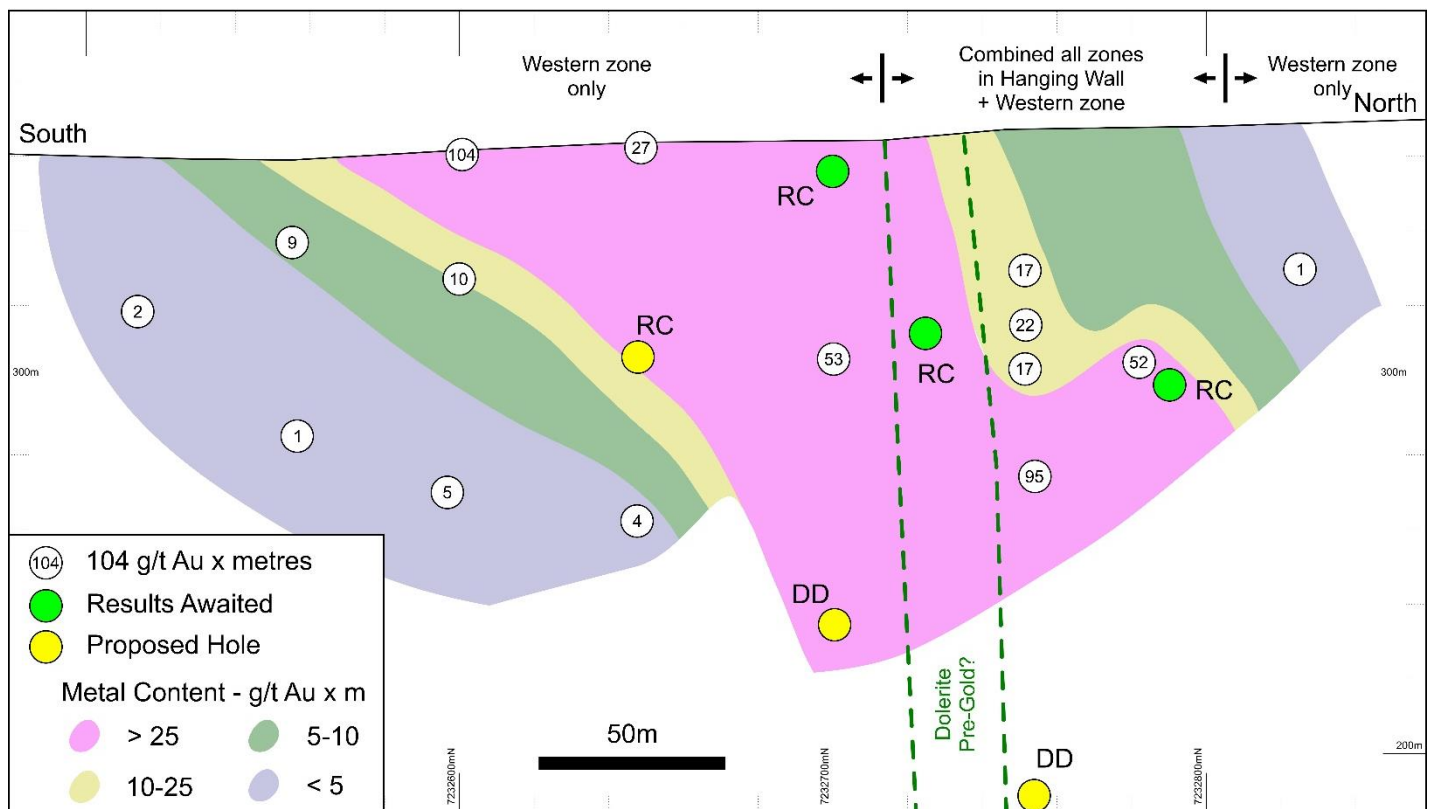 Western zone
only
Combined all zones
in Hanging Wall
+ Western zone
Western zone
only
South
North
104
27
RC
9
10
2
RC
53
RC
17
22
17
52
RC
1
300m
300m
1
5
4
95
DD
Dolerite
Pre-Gold?
DD
104 104 g/t Au x metres
Results Awaited
Proposed Hole
Metal Content - g/t Au x m
> 25
5-10
10-25
< 5
50m
7232600mN
7232700mN
7232800mN
200m